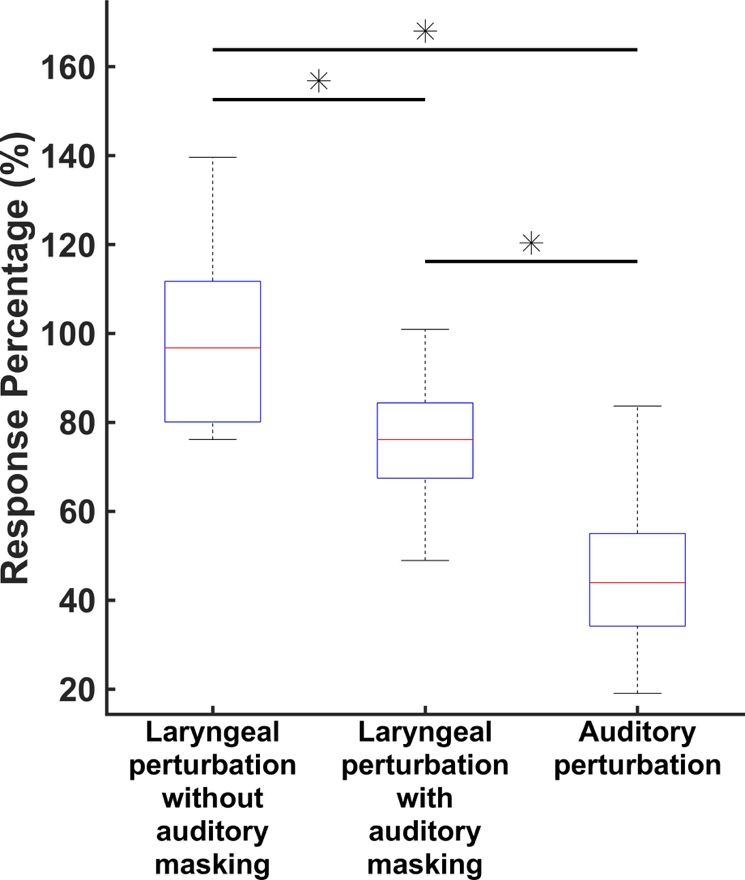 Response Percentage (%)
160
140
120
100
80
60
40
20
Laryngeal
perturbation
without
auditory
masking
Laryngeal
perturbation
with
auditory
masking
Auditory
perturbation